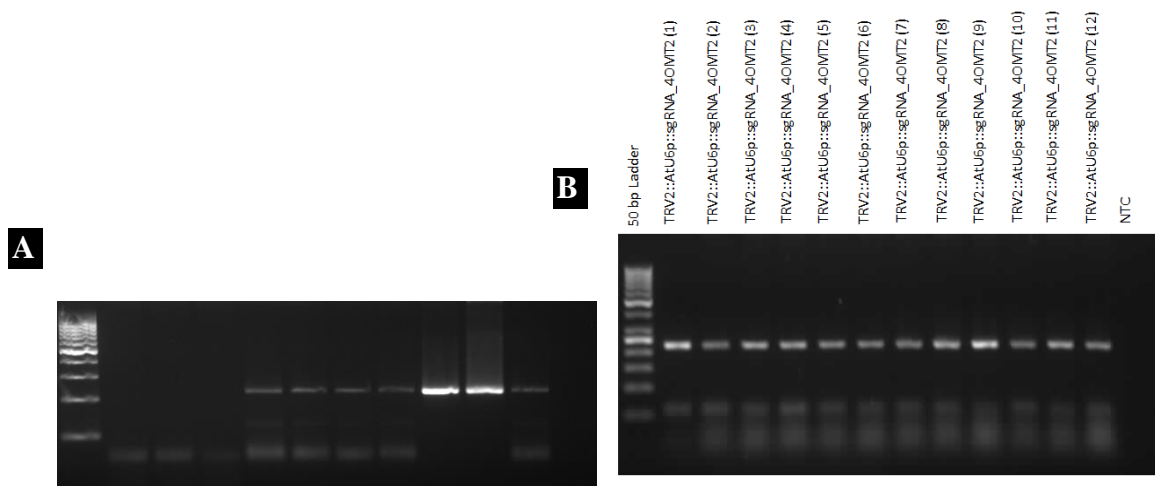 A
B
50 bp Ladder
TRV2::AtU6p::sgRNA_4OMT2 (1)
TRV2::AtU6p::sgRNA_4OMT2 (2)
TRV2::AtU6p::sgRNA_4OMT2 (3)
TRV2::AtU6p::sgRNA_4OMT2 (4)
TRV2::AtU6p::sgRNA_4OMT2 (5)
TRV2::AtU6p::sgRNA_4OMT2 (6)
TRV2::AtU6p::sgRNA_4OMT2 (7)
TRV2::AtU6p::sgRNA_4OMT2 (8)
TRV2::AtU6p::sgRNA_4OMT2 (9)
TRV2::AtU6p::sgRNA_4OMT2 (10)
TRV2::AtU6p::sgRNA_4OMT2 (11)
TRV2::AtU6p::sgRNA_4OMT2 (12)
NTC